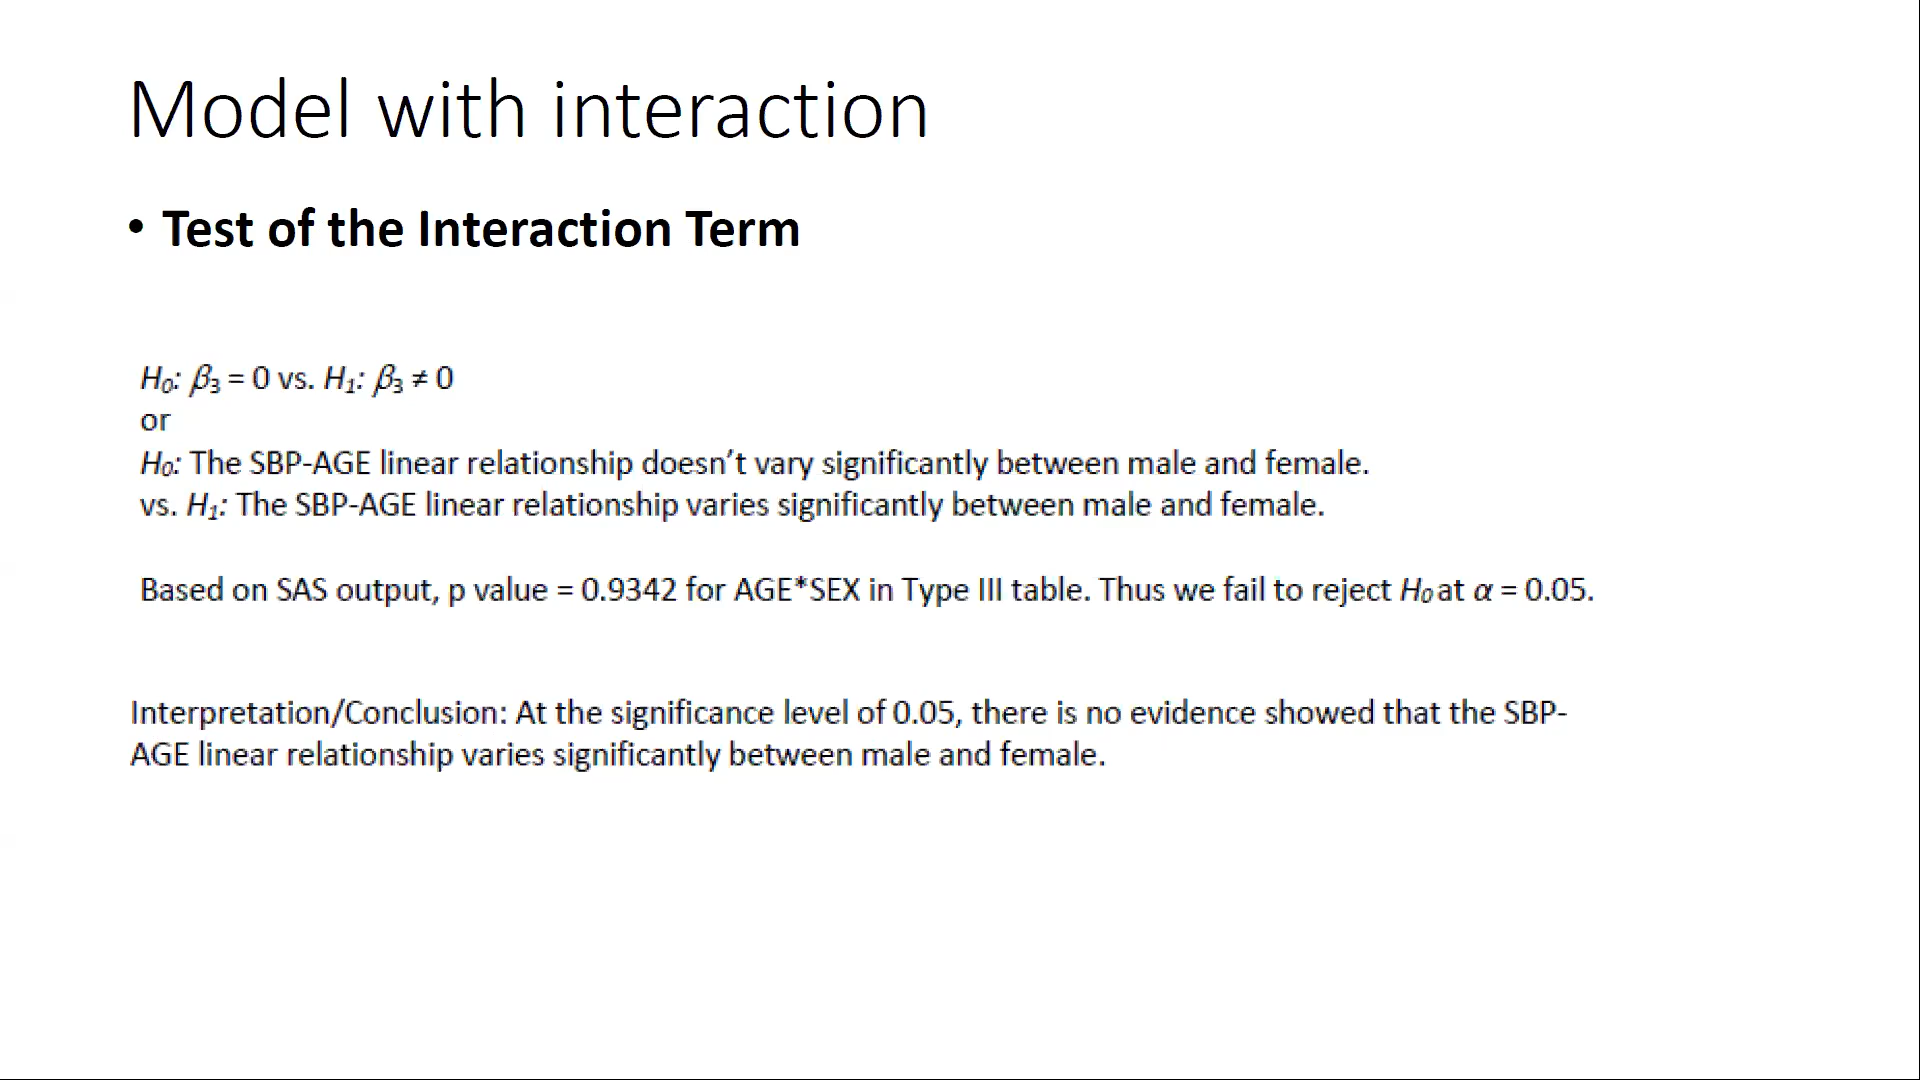 Model with interaction
• Test of the Interaction Term
H₀: β₃ = 0 vs. H₁: β₃ ≠ 0
or
H₀: The SBP-AGE linear relationship doesn’t vary significantly between male and female.
vs. H₁: The SBP-AGE linear relationship varies significantly between male and female.
Based on SAS output, p value = 0.9342 for AGE*SEX in Type III table. Thus we fail to reject H₀ at α = 0.05.
Interpretation/Conclusion: At the significance level of 0.05, there is no evidence showed that the SBP-
AGE linear relationship varies significantly between male and female.